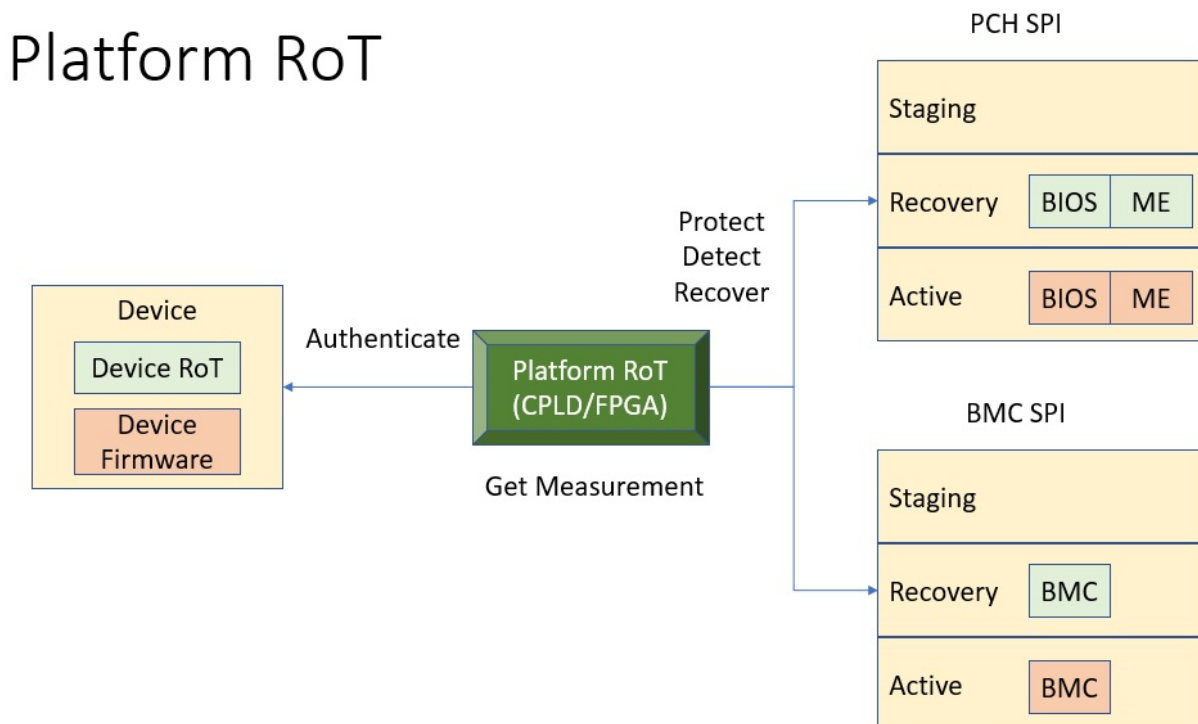 Platform RoT
Device
Device RoT
Device
Firmware
Authenticate
Platform RoT
(CPLD/FPGA)
Get Measurement
Protect
Detect
Recover
PCH SPI
Staging
Recovery BIOS ME
Active BIOS ME
BMC SPI
Staging
Recovery BMC
Active BMC